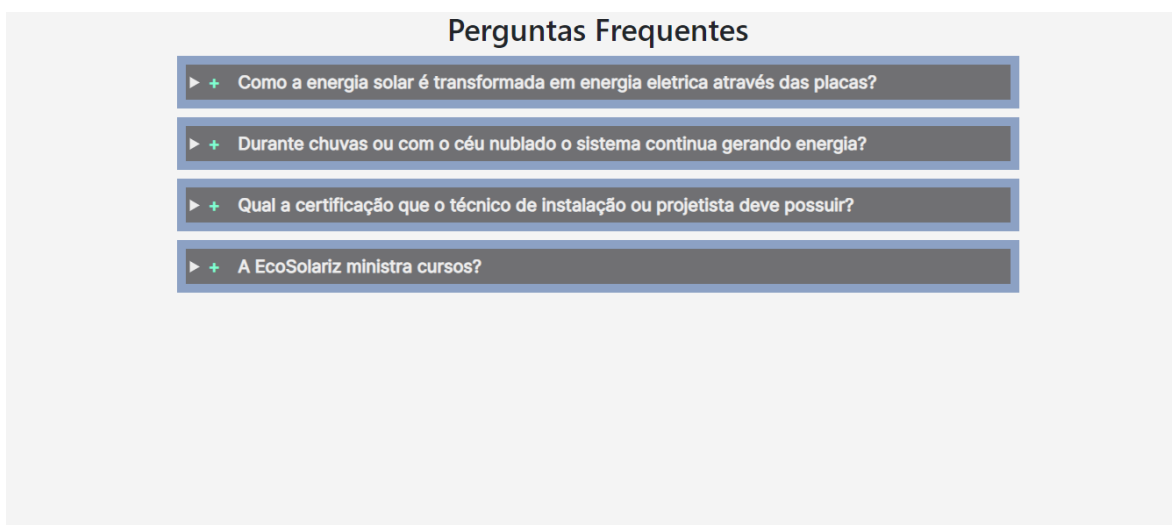 Perguntas Frequentes
+ Como a energia solar é transformada em energia eletrica através das placas?
+ Durante chuvas ou com o céu nublado o sistema continua gerando energia?
+ Qual a certificação que o técnico de instalação ou projetista deve possuir?
+ A EcoSolariz ministra cursos?